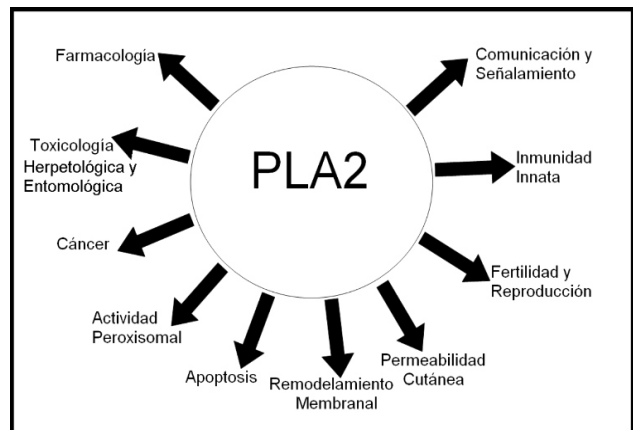 Farmacología
Comunicación y
Señalamiento
PLA2
Toxicología
Herpetológica y
Entomológica
Inmunidad
Innata
Cáncer
Fertilidad y
Reproducción
Actividad
Peroxisomal
Permeabilidad
Cutánea
Apoptosis
Remodelamiento
Membranal